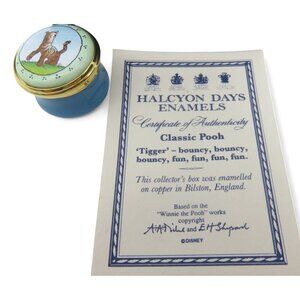 HALCYON DAYS
ENAMELS
Certificate of Authenticity
Classic Pooh
'Tigger' – bouncy, bouncy,
bouncy, fun, fun, fun, fun.
This collector's box was enamelled
on copper in Bilston, England.
Based on the
"Winnie the Pooh" works
copyright
A A Milne and E H Shepard
©DISNEY